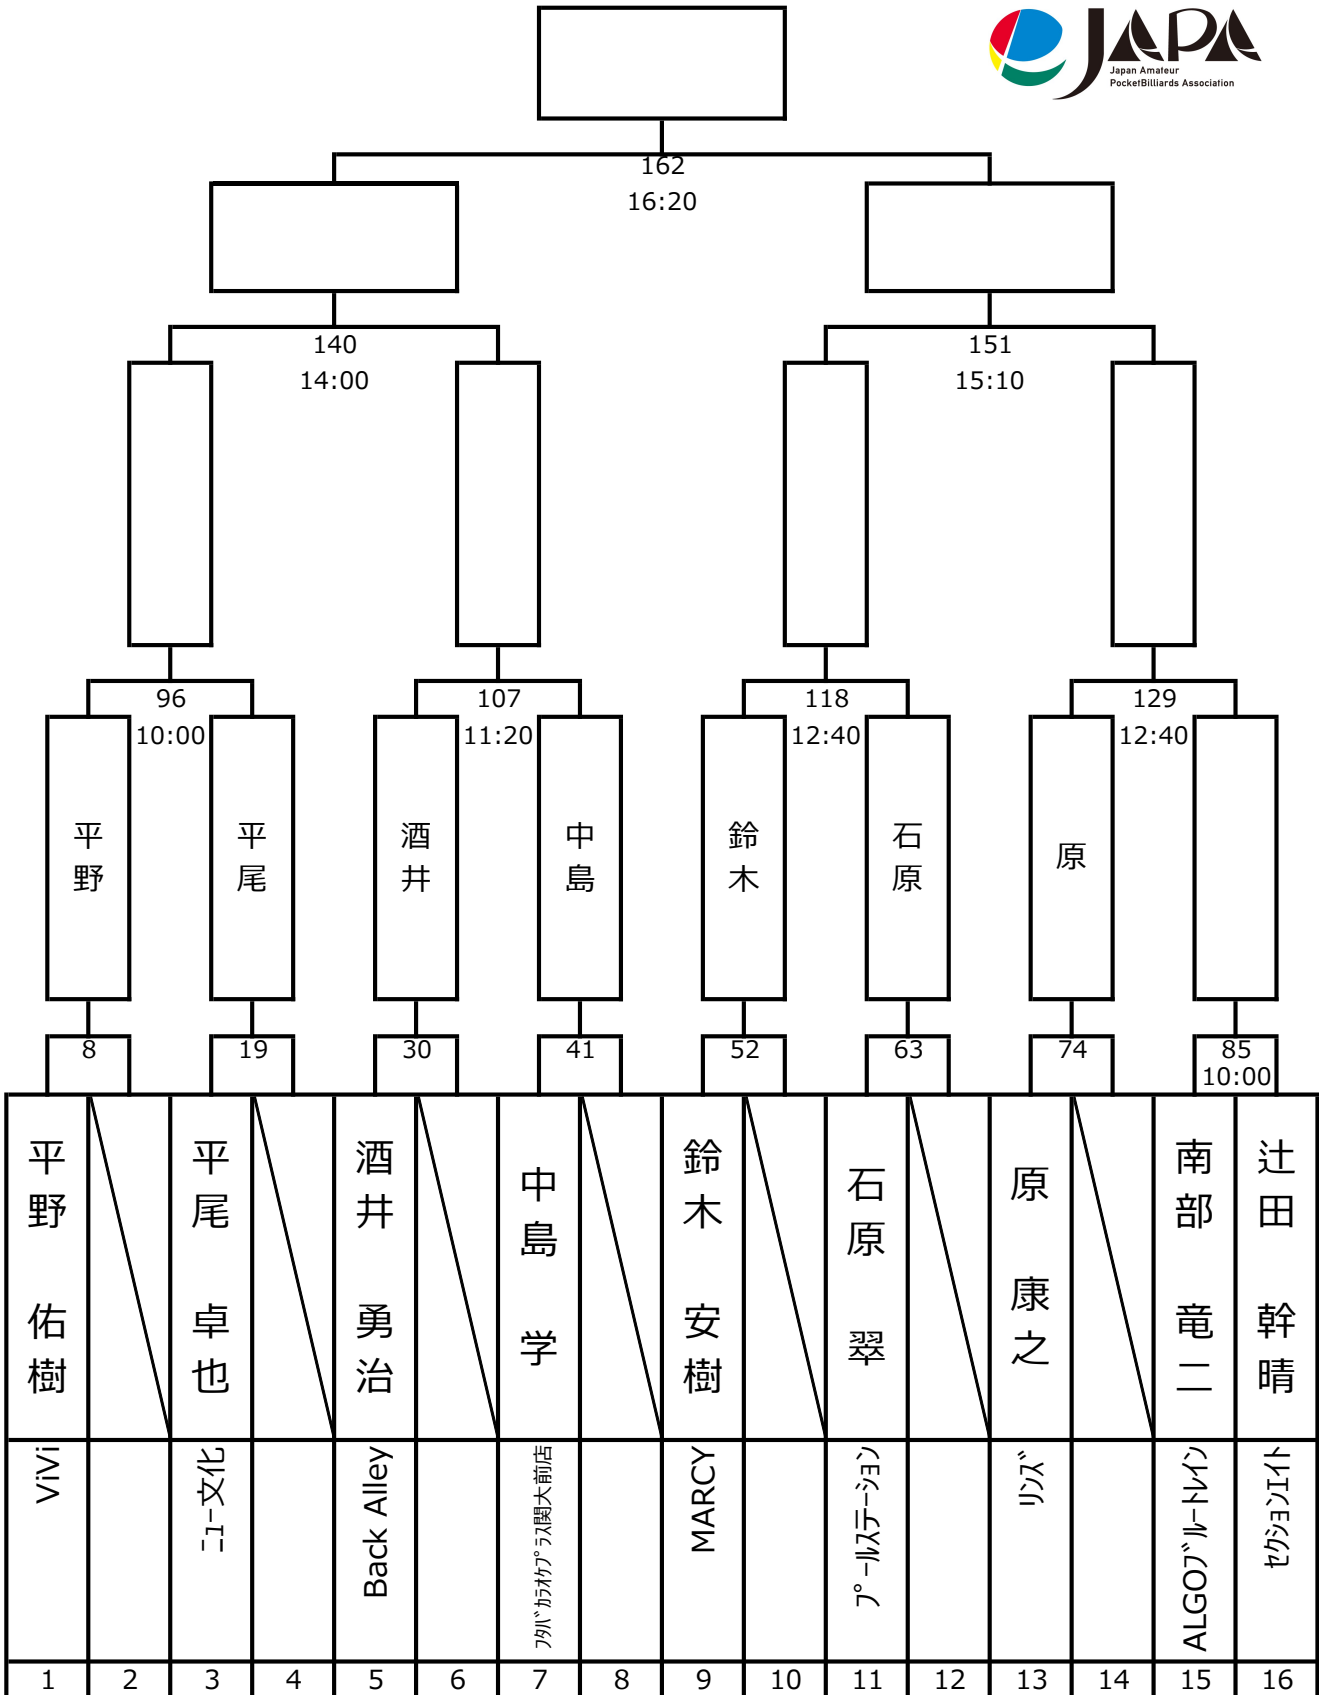 JAPA
Japan Amateur
PocketBilliards Association
162
16:20
140
14:00
151
15:10
96
10:00
107
11:20
118
12:40
129
12:40
平野
平尾
酒井
中島
鈴木
石原
原
8
19
30
41
52
63
74
85
10:00
平野 佑樹
平尾 卓也
酒井 勇治
中島 学
鈴木 安樹
石原 翠
原 康之
南部 竜二
辻田 幹晴
ViVi
ニュー文化
Back Alley
ﾌﾀﾊﾞｶﾗｵｹﾌﾟﾗｽ関大前店
MARCY
ﾌﾟｰﾙｽﾃｰｼｮﾝ
ﾘﾝｽﾞ
ALGOﾌﾞﾙｰﾄﾚｲﾝ
ｾｸｼｮﾝｴｲﾄ
1 2 3 4 5 6 7 8 9 10 11 12 13 14 15 16